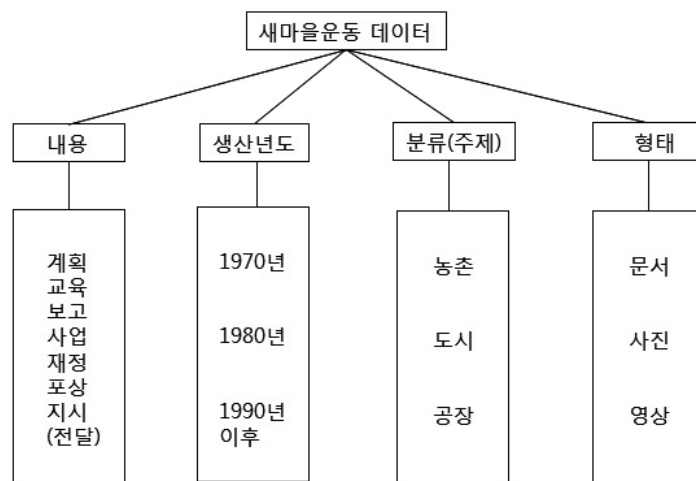 새마을운동 데이터
내용
생산년도
분류(주제)
형태
계획
교육
보고
사업
재정
포상
지시
(전달)
1970년
1980년
1990년
이후
농촌
도시
공장
문서
사진
영상